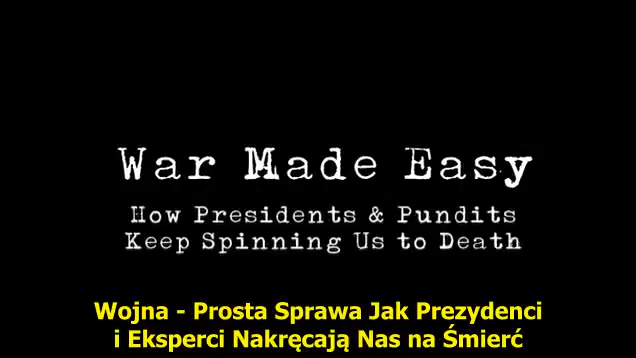 War Made Easy
How Presidents & Pundits
Keep Spinning Us to Death
Wojna - Prosta Sprawa Jak Prezydenci
i Eksperci Nakręcają Nas na Śmierć